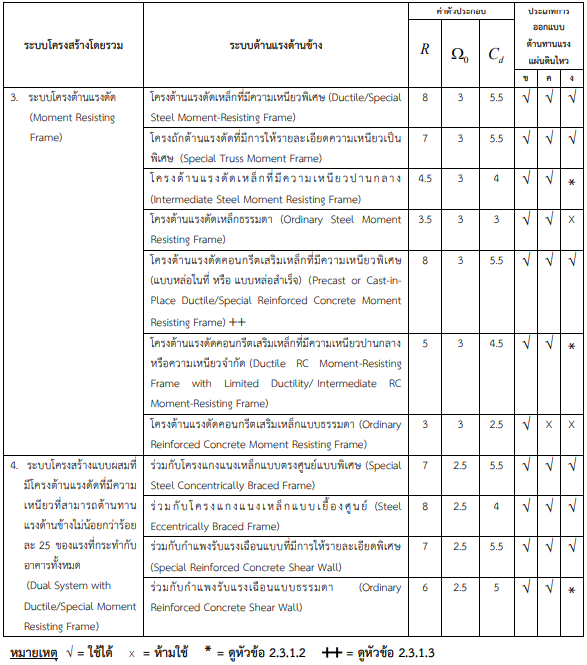 ระบบโครงสร้างโดยรวม
ระบบต้านแรงด้านข้าง
ค่าตัวประกอบ
ประเภทการ
ออกแบบ
ต้านทานแรง
แผ่นดินไหว
R Ω0 Cd ข ค ง
3. ระบบโครงต้านแรงดัด
(Moment Resisting
Frame)
โครงต้านแรงดัดเหล็กที่มีความเหนียวพิเศษ (Ductile/Special
Steel Moment-Resisting Frame)
8 3 5.5 √ √ √
โครงถักต้านแรงดัดที่มีการให้รายละเอียดความเหนียวเป็น
พิเศษ (Special Truss Moment Frame)
7 3 5.5 √ √ √
โครงต้านแรงดัดเหล็กที่มีความเหนียวปานกลาง
(Intermediate Steel Moment Resisting Frame)
4.5 3 4 √ √ *
โครงต้านแรงดัดเหล็กธรรมดา (Ordinary Steel Moment
Resisting Frame)
3.5 3 3 √ √ X
โครงต้านแรงดัดคอนกรีตเสริมเหล็กที่มีความเหนียวพิเศษ
(แบบหล่อในที่ หรือ แบบหล่อสำเร็จ) (Precast or Cast-in-
Place Ductile/Special Reinforced Concrete Moment
Resisting Frame) ++
8 3 5.5 √ √ √
โครงต้านแรงดัดคอนกรีตเสริมเหล็กที่มีความเหนียวปานกลาง
หรือความเหนียวจำกัด (Ductile RC Moment-Resisting
Frame with Limited Ductility/ Intermediate RC
Moment-Resisting Frame)
5 3 4.5 √ √ *
โครงต้านแรงดัดคอนกรีตเสริมเหล็กแบบธรรมดา (Ordinary
Reinforced Concrete Moment Resisting Frame)
3 3 2.5 √ X X
4. ระบบโครงสร้างแบบผสมที่
มีโครงต้านแรงดัดที่มีความ
เหนียวที่สามารถต้านทาน
แรงด้านข้างไม่น้อยกว่าร้อย
ละ 25 ของแรงที่กระทำกับ
อาคารทั้งหมด
(Dual System with
Ductile/Special Moment
Resisting Frame)
ร่วมกับโครงแกงแนงเหล็กแบบตรงศูนย์แบบพิเศษ (Special
Steel Concentrically Braced Frame)
7 2.5 5.5 √ √ √
ร่วมกับโครงแกงแนงเหล็กแบบเยื้องศูนย์ (Steel
Eccentrically Braced Frame)
8 2.5 4 √ √ √
ร่วมกับกำแพงรับแรงเฉือนแบบที่มีการให้รายละเอียดพิเศษ
(Special Reinforced Concrete Shear Wall)
7 2.5 5.5 √ √ √
ร่วมกับกำแพงรับแรงเฉือนแบบธรรมดา (Ordinary
Reinforced Concrete Shear Wall)
6 2.5 5 √ √ *
หมายเหตุ √ = ใช้ได้ x = ห้ามใช้ * = ดูหัวข้อ 2.3.1.2 ++ = ดูหัวข้อ 2.3.1.3